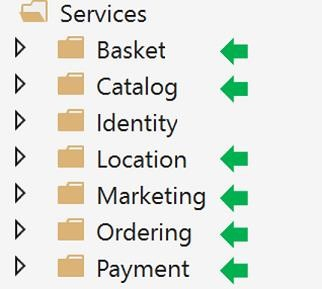 Services
Basket
Catalog
Identity
Location
Marketing
Ordering
Payment